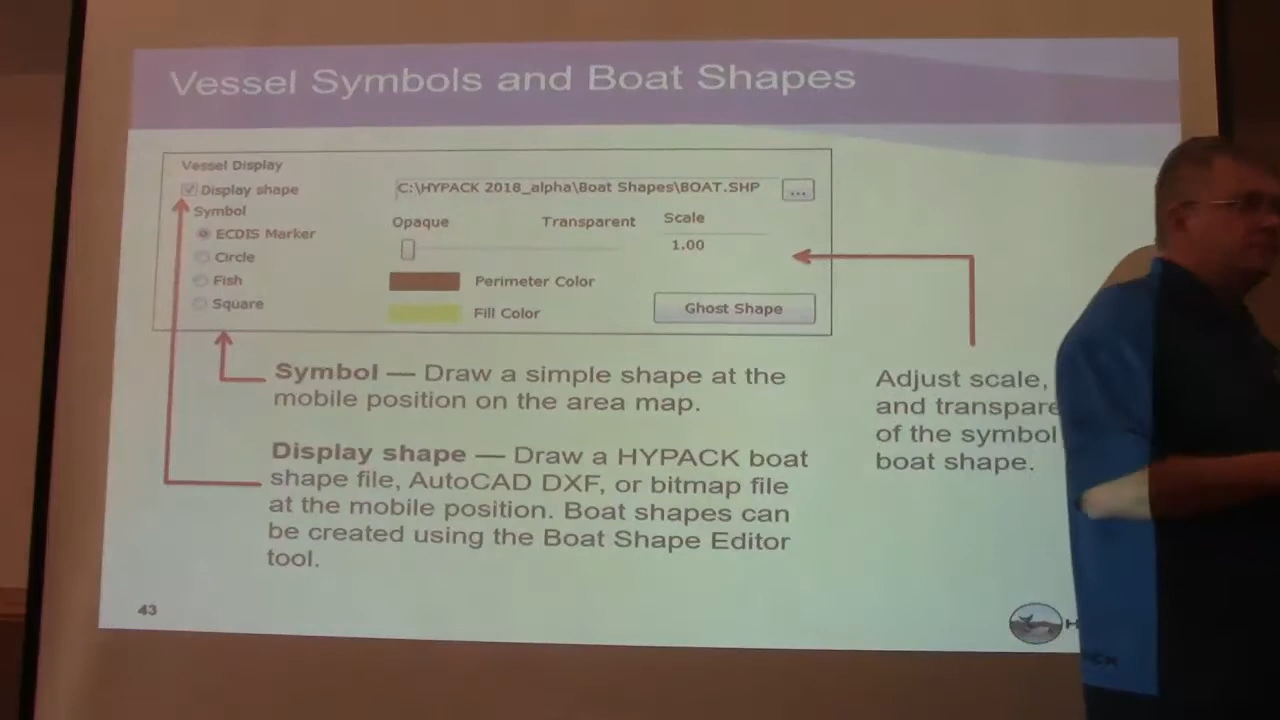 Vessel Symbols and Boat Shapes
Vessel Display
Display shape
C:\HYPACK 2018_alpha\Boat Shapes\BOAT.SHP
...
Symbol
Opaque
Transparent
Scale
ECDIS Marker
1.00
Circle
Fish
Perimeter Color
Square
Fill Color
Ghost Shape
Symbol — Draw a simple shape at the
mobile position on the area map.
Display shape — Draw a HYPACK boat
shape file, AutoCAD DXF, or bitmap file
at the mobile position. Boat shapes can
be created using the Boat Shape Editor
tool.
Adjust scale,
and transpare
of the symbol
boat shape.
43
H